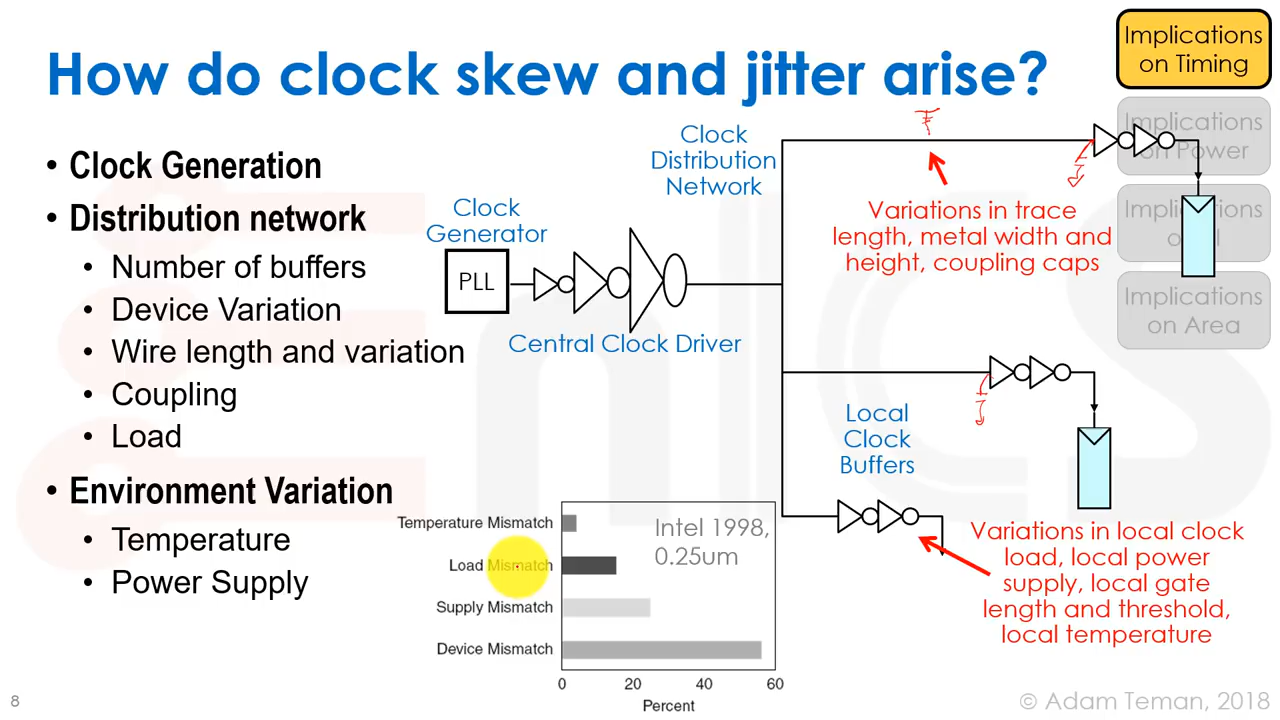 How do clock skew and jitter arise?
Implications
on Timing
Implications
on Power
Implications
Implications
on Area
• Clock Generation
• Distribution network
• Number of buffers
• Device Variation
• Wire length and variation
• Coupling
• Load
• Environment Variation
• Temperature
• Power Supply
Clock
Generator
PLL
Central Clock Driver
Clock
Distribution
Network
Variations in trace
length, metal width and
height, coupling caps
Local
Clock
Buffers
Variations in local clock
load, local power
supply, local gate
length and threshold,
local temperature
Temperature Mismatch
Load Mismatch
Supply Mismatch
Device Mismatch
Intel 1998,
0.25um
0 20 40 60
Percent
8
© Adam Teman, 2018